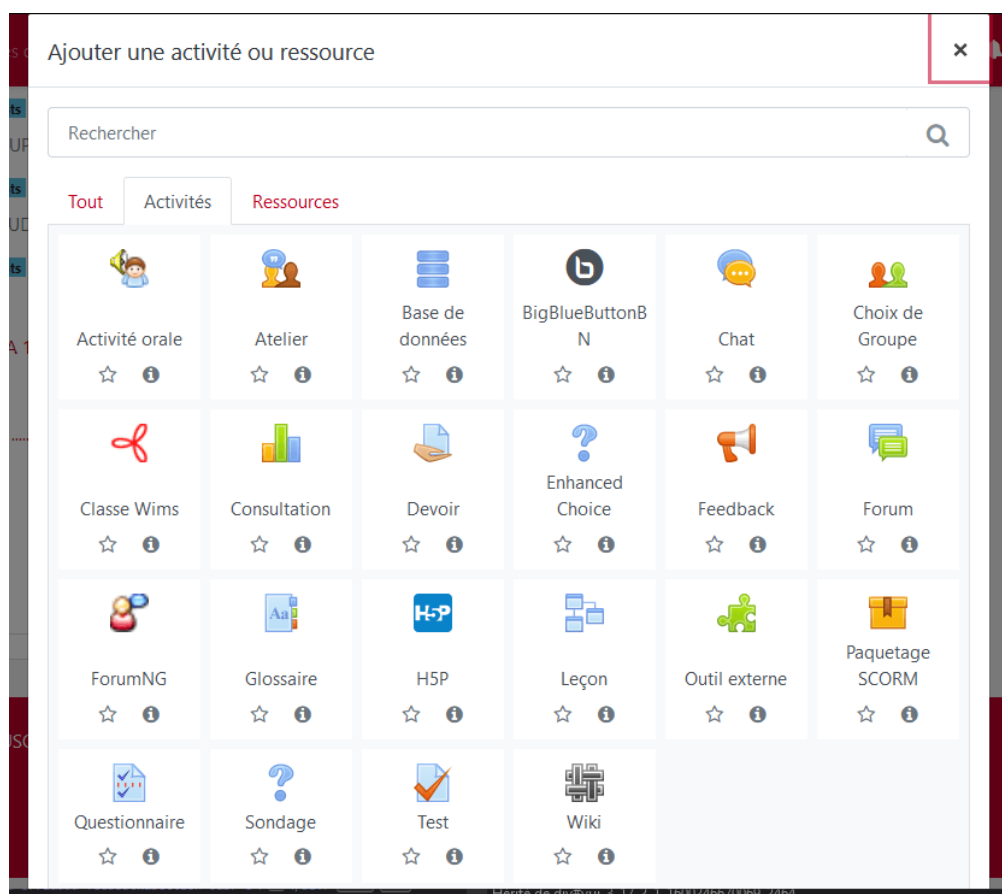 Ajouter une activité ou ressource
×
Rechercher
Tout Activités Ressources
Activité orale
Atelier
Base de
données
BigBlueButtonB
N
Chat
Choix de
Groupe
Classe Wims
Consultation
Devoir
Enhanced
Choice
Feedback
Forum
ForumNG
Glossaire
H5P
H5P
Leçon
Outil externe
Paquetage
SCORM
Questionnaire
Sondage
Test
Wiki